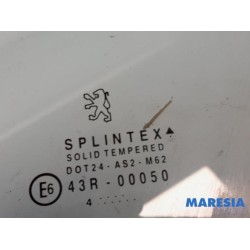 SPLINTEX
SOLID TEMPERED
DOT24-AS2-M62
E6 43R-00050
4
MARESIA